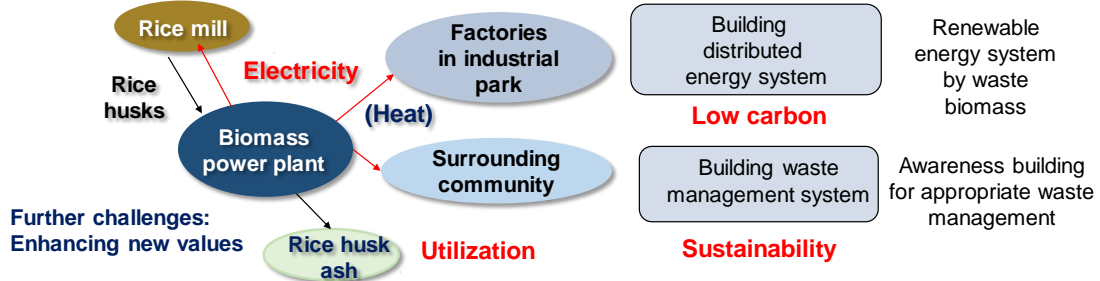 Rice mill
Rice
husks
Electricity
(Heat)
Factories
in industrial
park
Biomass
power plant
Surrounding
community
Further challenges:
Enhancing new values
Rice husk
ash
Utilization
Building
distributed
energy system
Low carbon
Renewable
energy system
by waste
biomass
Building waste
management system
Sustainability
Awareness building
for appropriate waste
management